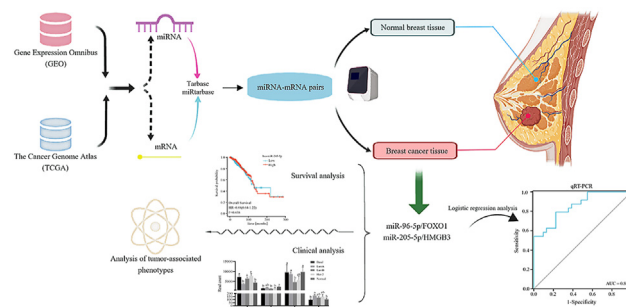 Gene Expression Omnibus
(GEO)
miRNA
Tarbase
miRtarbase
mRNA
The Cancer Genome Atlas
(TCGA)
miRNA-mRNA pairs
Normal breast tissue
Breast cancer tissue
Survival analysis
Clinical analysis
Analysis of tumor-associated
phenotypes
miR-96-5p/FOXO1
miR-205-5p/HMGB3
Logistic regression analysis
qRT-PCR
Sensitivity
1-Specificity